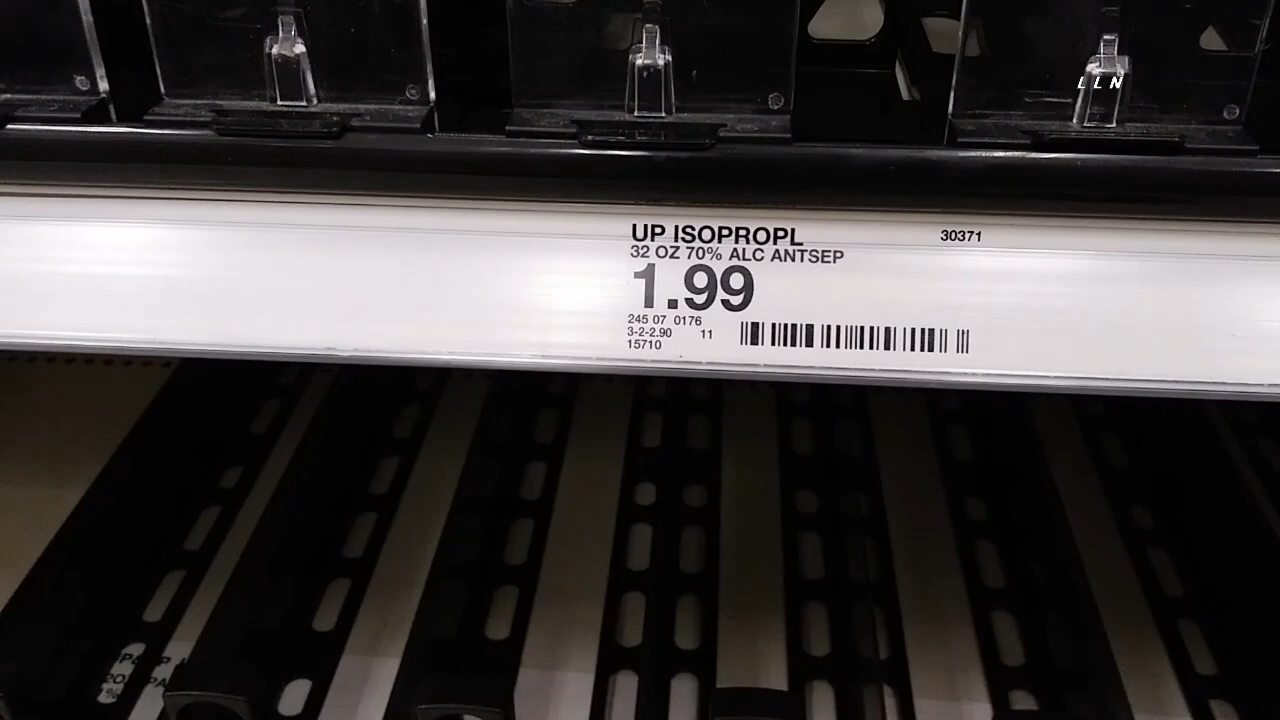 LLN
UP ISOPROPL 30371
32 OZ 70% ALC ANTSEP
1.99
245 07 0176
3-2-2.90 11
15710